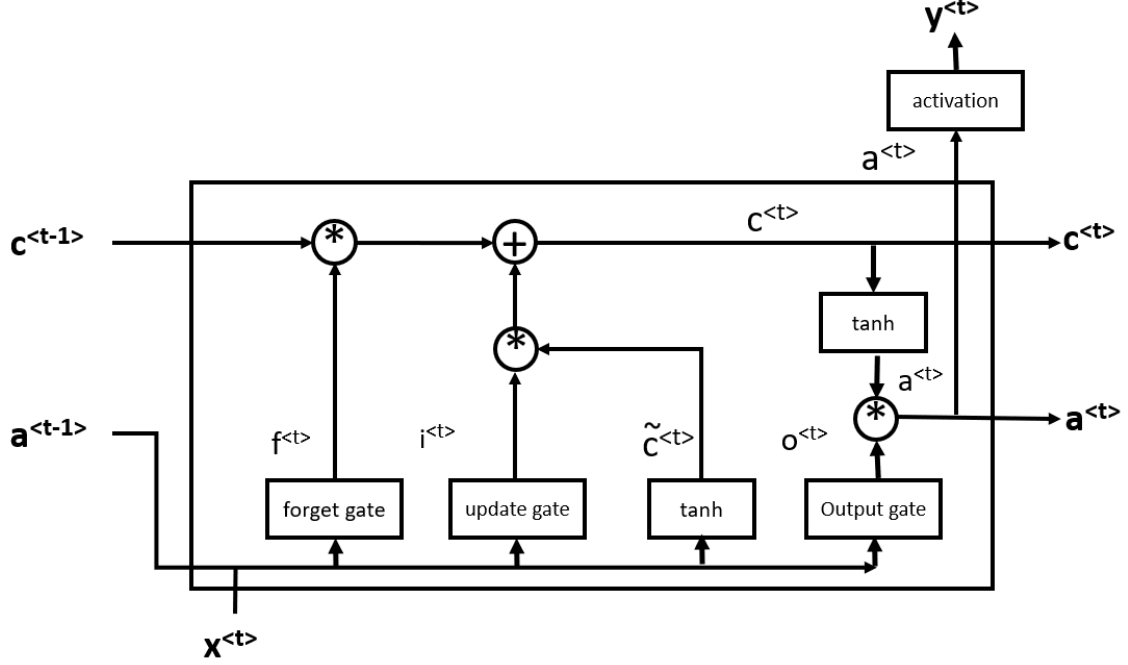 y<t>
activation
a<t>
c<t-1>
*
+
c<t>
c<t>
tanh
*
a<t>
*
a<t-1>
a<t>
f<t>
i<t>
c̃<t>
o<t>
forget gate
update gate
tanh
Output gate
x<t>